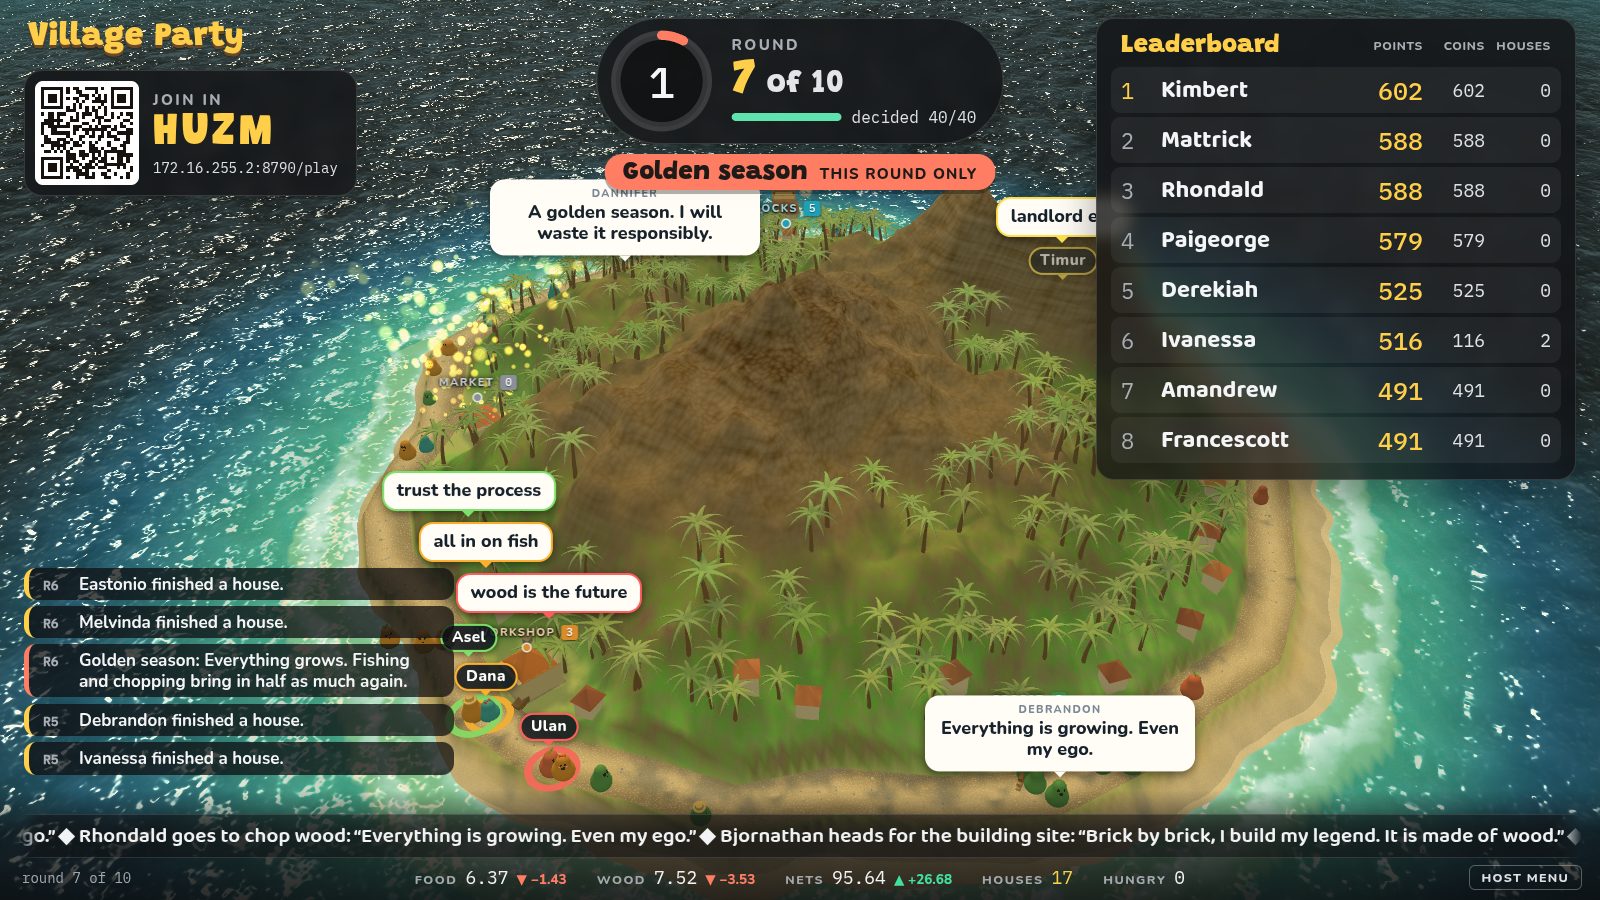 Village Party
JOIN IN
HUZM
172.16.255.2:8790/play
1
ROUND
7 of 10
decided 40/40
Golden season THIS ROUND ONLY
DANNIFER
A golden season. I will
waste it responsibly.
OCKS 5
landlord e
Timur
Leaderboard POINTS COINS HOUSES
1 Kimbert 602 602 0
2 Mattrick 588 588 0
3 Rhondald 588 588 0
4 Paigeorge 579 579 0
5 Derekiah 525 525 0
6 Ivanessa 516 116 2
7 Amandrew 491 491 0
8 Francescott 491 491 0
MARKET 0
trust the process
all in on fish
wood is the future
RKSHOP 3
Asel
Dana
Ulan
R6 Eastonio finished a house.
R6 Melvinda finished a house.
R6 Golden season: Everything grows. Fishing
and chopping bring in half as much again.
R5 Debrandon finished a house.
R5 Ivanessa finished a house.
DEBRANDON
Everything is growing. Even
my ego.
go.” ◆ Rhondald goes to chop wood: “Everything is growing. Even my ego.” ◆ Bjornathan heads for the building site: “Brick by brick, I build my legend. It is made of wood.” ◆
round 7 of 10
FOOD 6.37 ▼ −1.43 WOOD 7.52 ▼ −3.53 NETS 95.64 ▲ +26.68 HOUSES 17 HUNGRY 0
HOST MENU